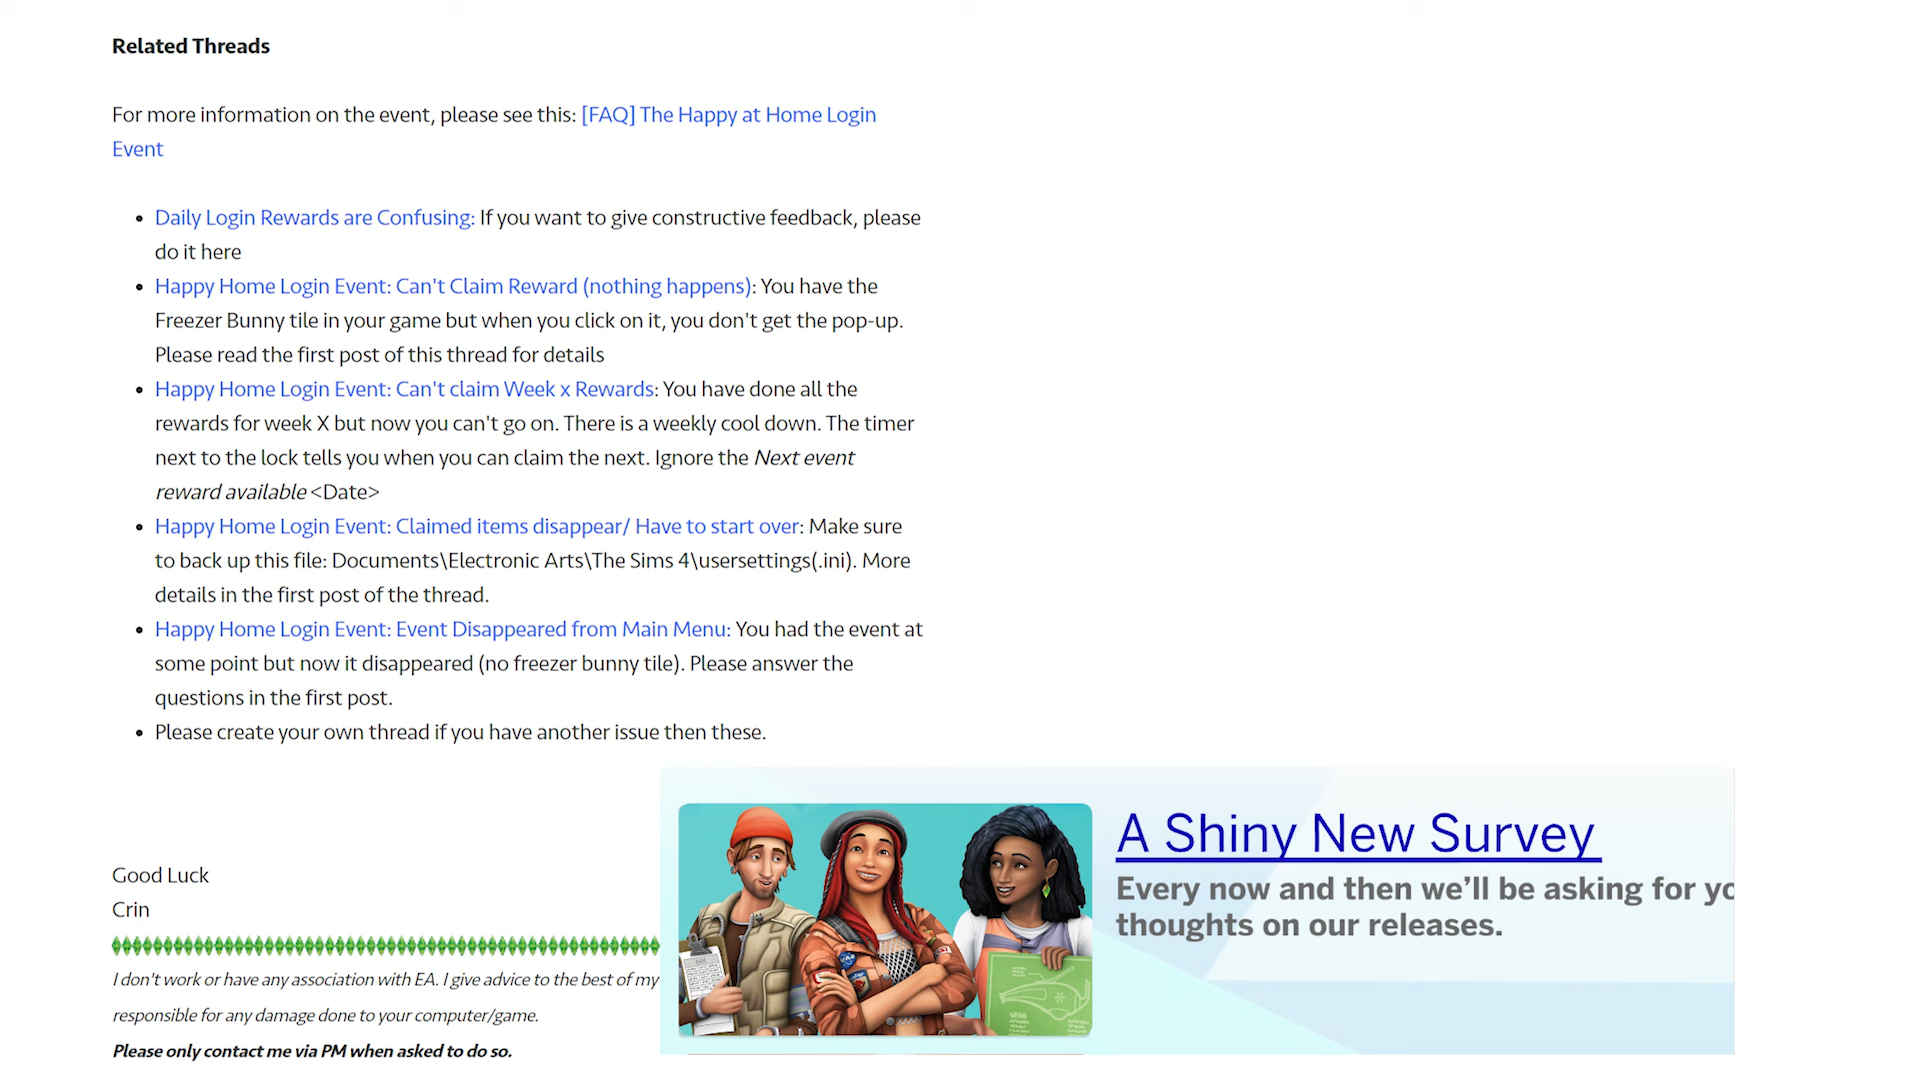 Related Threads
For more information on the event, please see this: [FAQ] The Happy at Home Login
Event
• Daily Login Rewards are Confusing: If you want to give constructive feedback, please
do it here
• Happy Home Login Event: Can't Claim Reward (nothing happens): You have the
Freezer Bunny tile in your game but when you click on it, you don't get the pop-up.
Please read the first post of this thread for details
• Happy Home Login Event: Can't claim Week x Rewards: You have done all the
rewards for week X but now you can't go on. There is a weekly cool down. The timer
next to the lock tells you when you can claim the next. Ignore the Next event
reward available <Date>
• Happy Home Login Event: Claimed items disappear/ Have to start over: Make sure
to back up this file: Documents\Electronic Arts\The Sims 4\usersettings(.ini). More
details in the first post of the thread.
• Happy Home Login Event: Event Disappeared from Main Menu: You had the event at
some point but now it disappeared (no freezer bunny tile). Please answer the
questions in the first post.
• Please create your own thread if you have another issue then these.
Good Luck
Crin
I don't work or have any association with EA. I give advice to the best of my
responsible for any damage done to your computer/game.
Please only contact me via PM when asked to do so.
A Shiny New Survey
Every now and then we'll be asking for yo
thoughts on our releases.